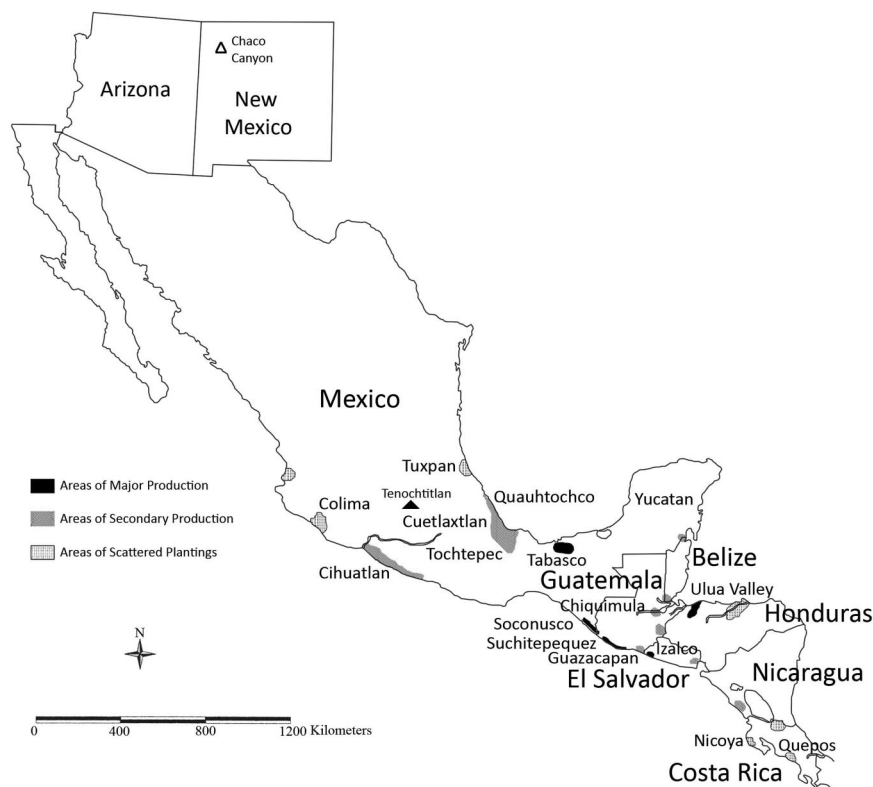 Chaco
Canyon
Arizona
New
Mexico
Mexico
Tuxpan
Quauhtochco
Yucatan
Areas of Major Production
Tenochtitlan
Colima
Areas of Secondary Production
Cuetlaxtlan
Areas of Scattered Plantings
Tochtepec
Tabasco
Belize
Cihuatlan
Guatemala
Ulua Valley
Chiquimula
Honduras
Soconusco
Suchitepequez
Izalco
Guazacapan
N
El Salvador
Nicaragua
0 400 800 1200 Kilometers
Nicoya
Quepos
Costa Rica